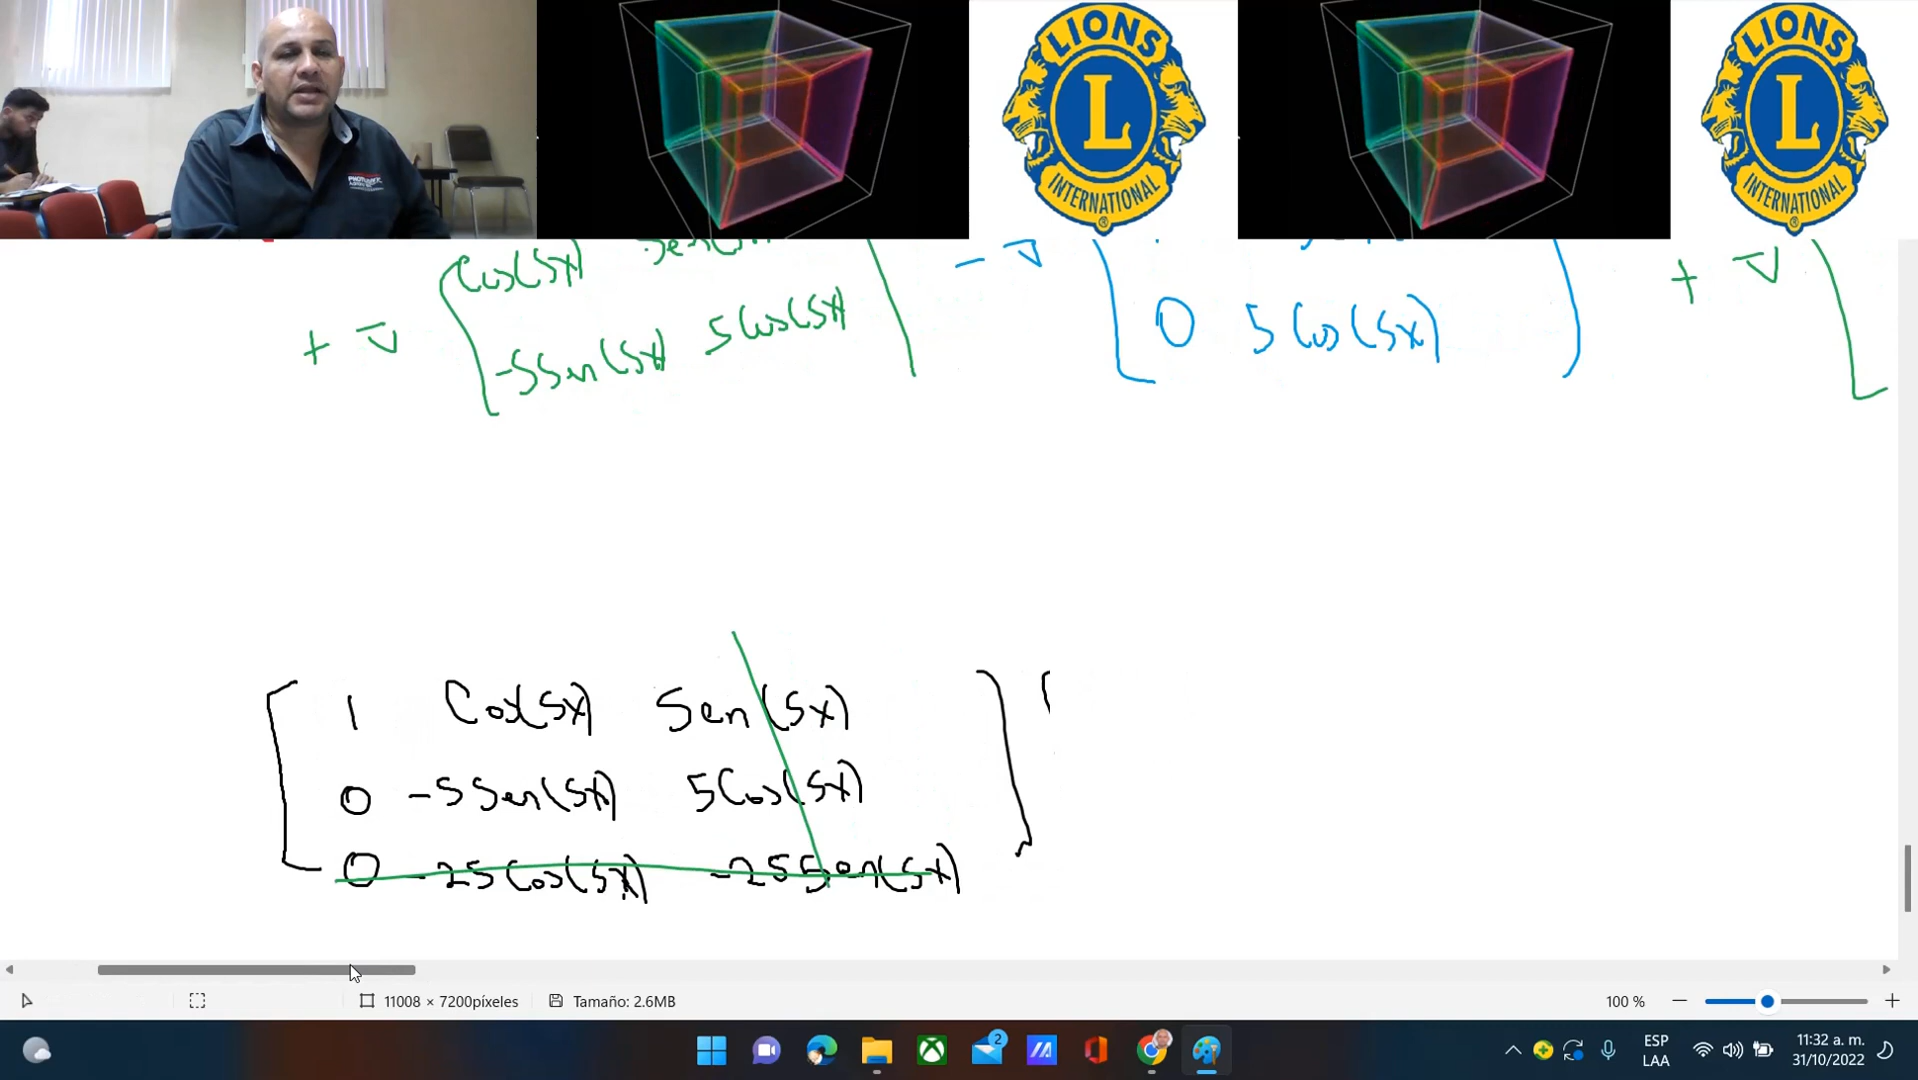 LIONS
L
INTERNATIONAL
®
LIONS
L
INTERNATIONAL
®
Cos(5x)
+ ▽ -5Sen(5x) 5Cos(5x)
- ▽ 0 5Cos(5x)
+ ▽
1 Cos(5x) Sen(5x)
0 -5Sen(5x) 5Cos(5x)
0 -25Cos(5x) -25Sen(5x)
11008 × 7200píxeles
Tamaño: 2.6MB
100 %
2
ESP
LAA
11:32 a. m.
31/10/2022